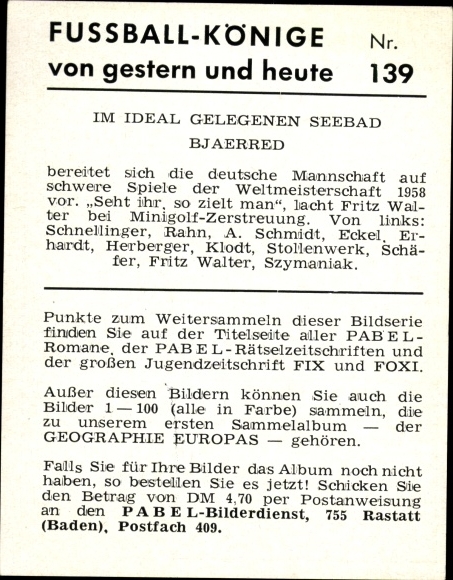 FUSSBALL-KÖNIGE Nr.
von gestern und heute 139
IM IDEAL GELEGENEN SEEBAD
BJAERRED
bereitet sich die deutsche Mannschaft auf
schwere Spiele der Weltmeisterschaft 1958
vor. „Seht ihr, so zielt man“, lacht Fritz Wal-
ter bei Minigolf-Zerstreuung. Von links:
Schnellinger, Rahn, A. Schmidt, Eckel, Er-
hardt, Herberger, Klodt, Stollenwerk, Schä-
fer, Fritz Walter, Szymaniak.
Punkte zum Weitersammeln dieser Bildserie
finden Sie auf der Titelseite aller PABEL-
Romane, der PABEL-Rätselzeitschriften und
der großen Jugendzeitschrift FIX und FOXI.
Außer diesen Bildern können Sie auch die
Bilder 1 — 100 (alle in Farbe) sammeln, die
zu unserem ersten Sammelalbum — der
GEOGRAPHIE EUROPAS — gehören.
Falls Sie für Ihre Bilder das Album noch nicht
haben, so bestellen Sie es jetzt! Schicken Sie
den Betrag von DM 4,70 per Postanweisung
an den PABEL-Bilderdienst, 755 Rastatt
(Baden), Postfach 409.